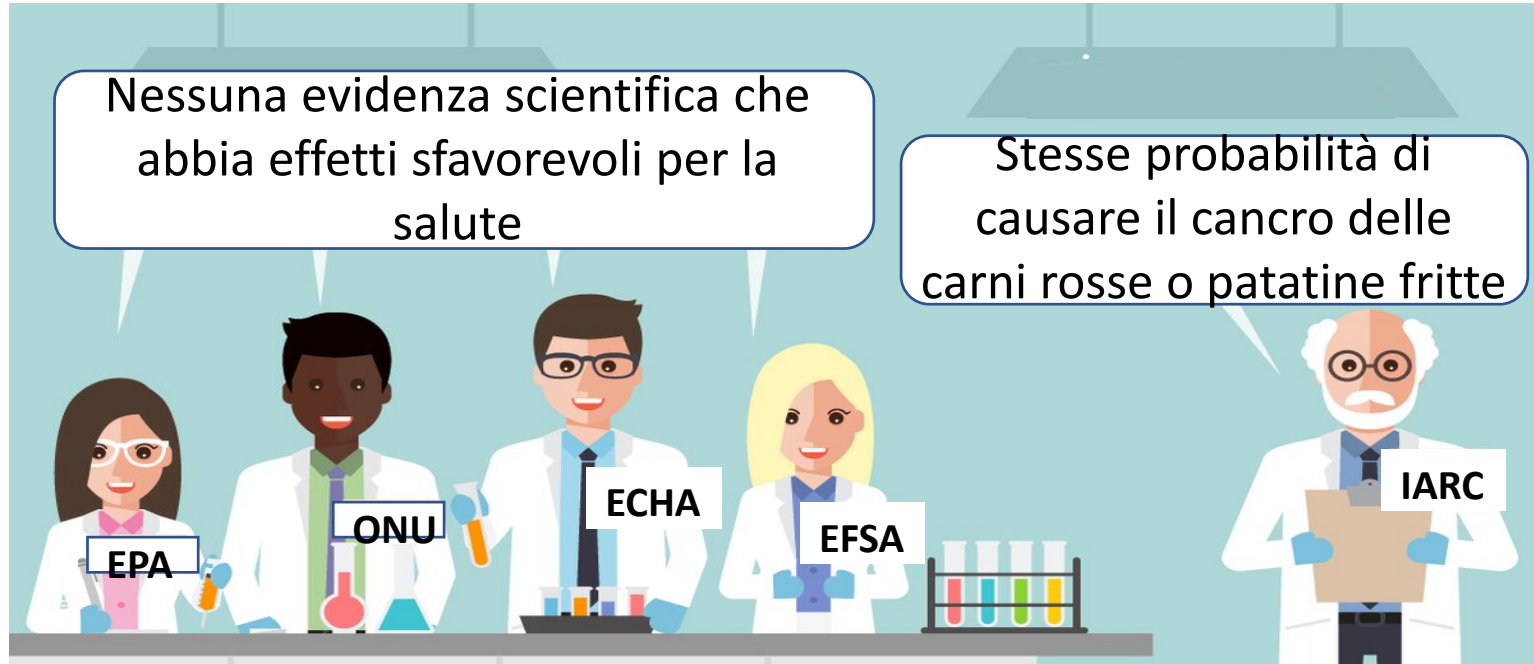 Nessuna evidenza scientifica che
abbia effetti sfavorevoli per la
salute
Stesse probabilità di
causare il cancro delle
carni rosse o patatine fritte
EPA
ONU
ECHA
EFSA
IARC